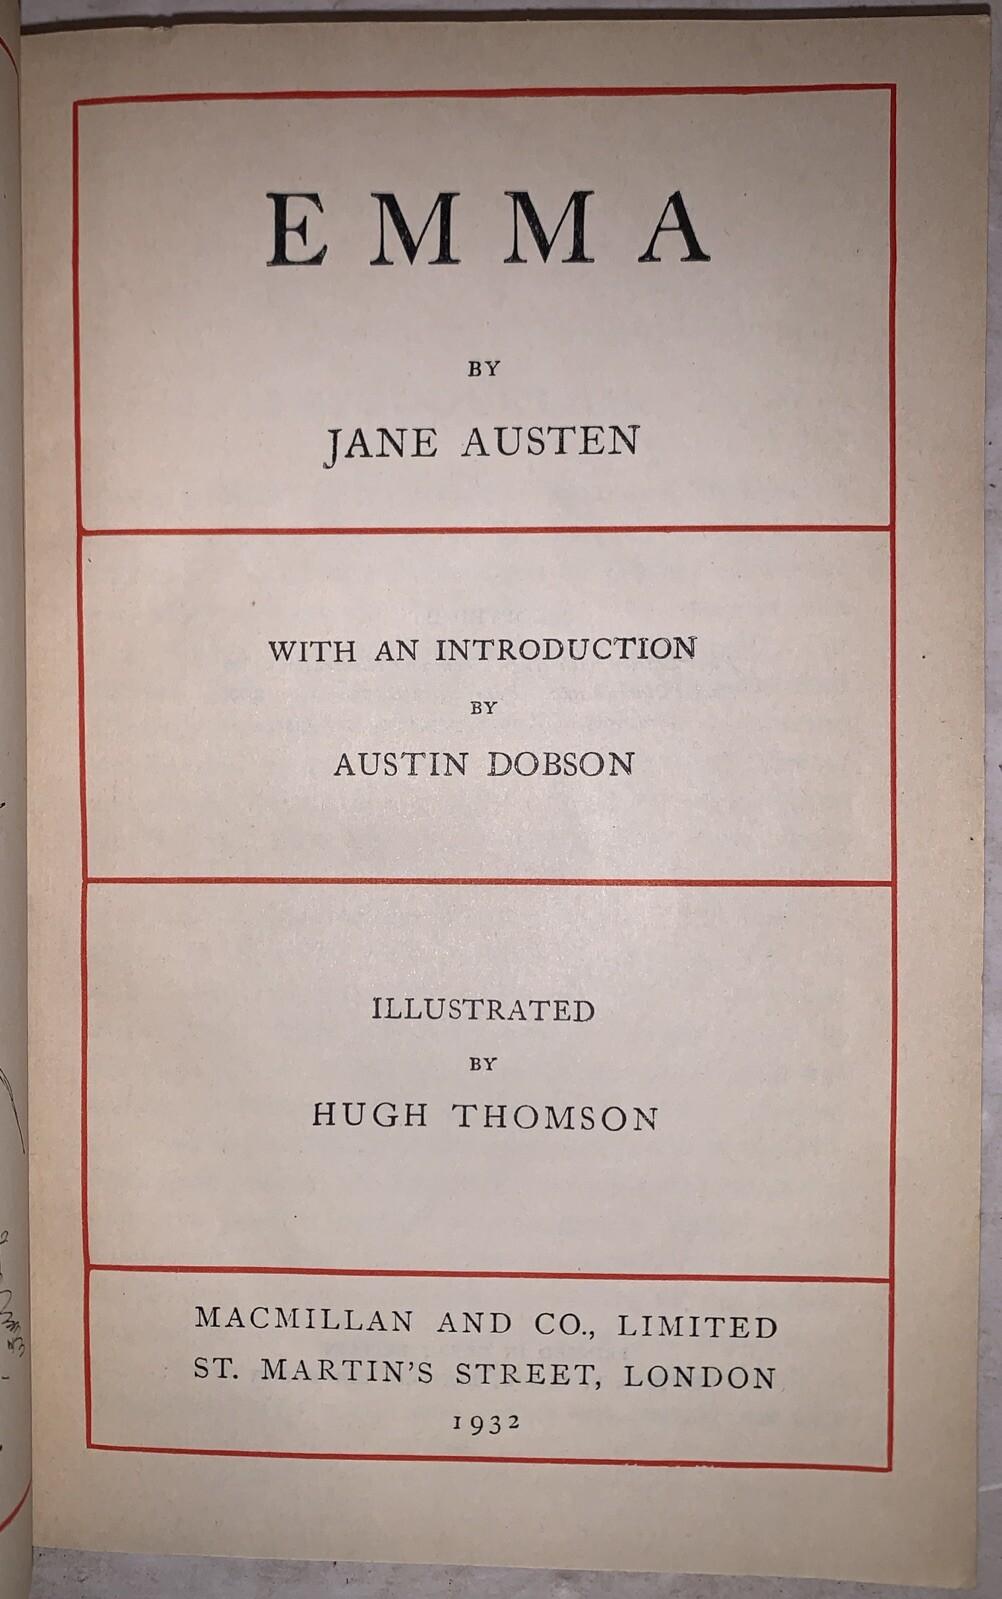 EMMA
BY
JANE AUSTEN
WITH AN INTRODUCTION
BY
AUSTIN DOBSON
ILLUSTRATED
BY
HUGH THOMSON
MACMILLAN AND CO., LIMITED
ST. MARTIN'S STREET, LONDON
1932